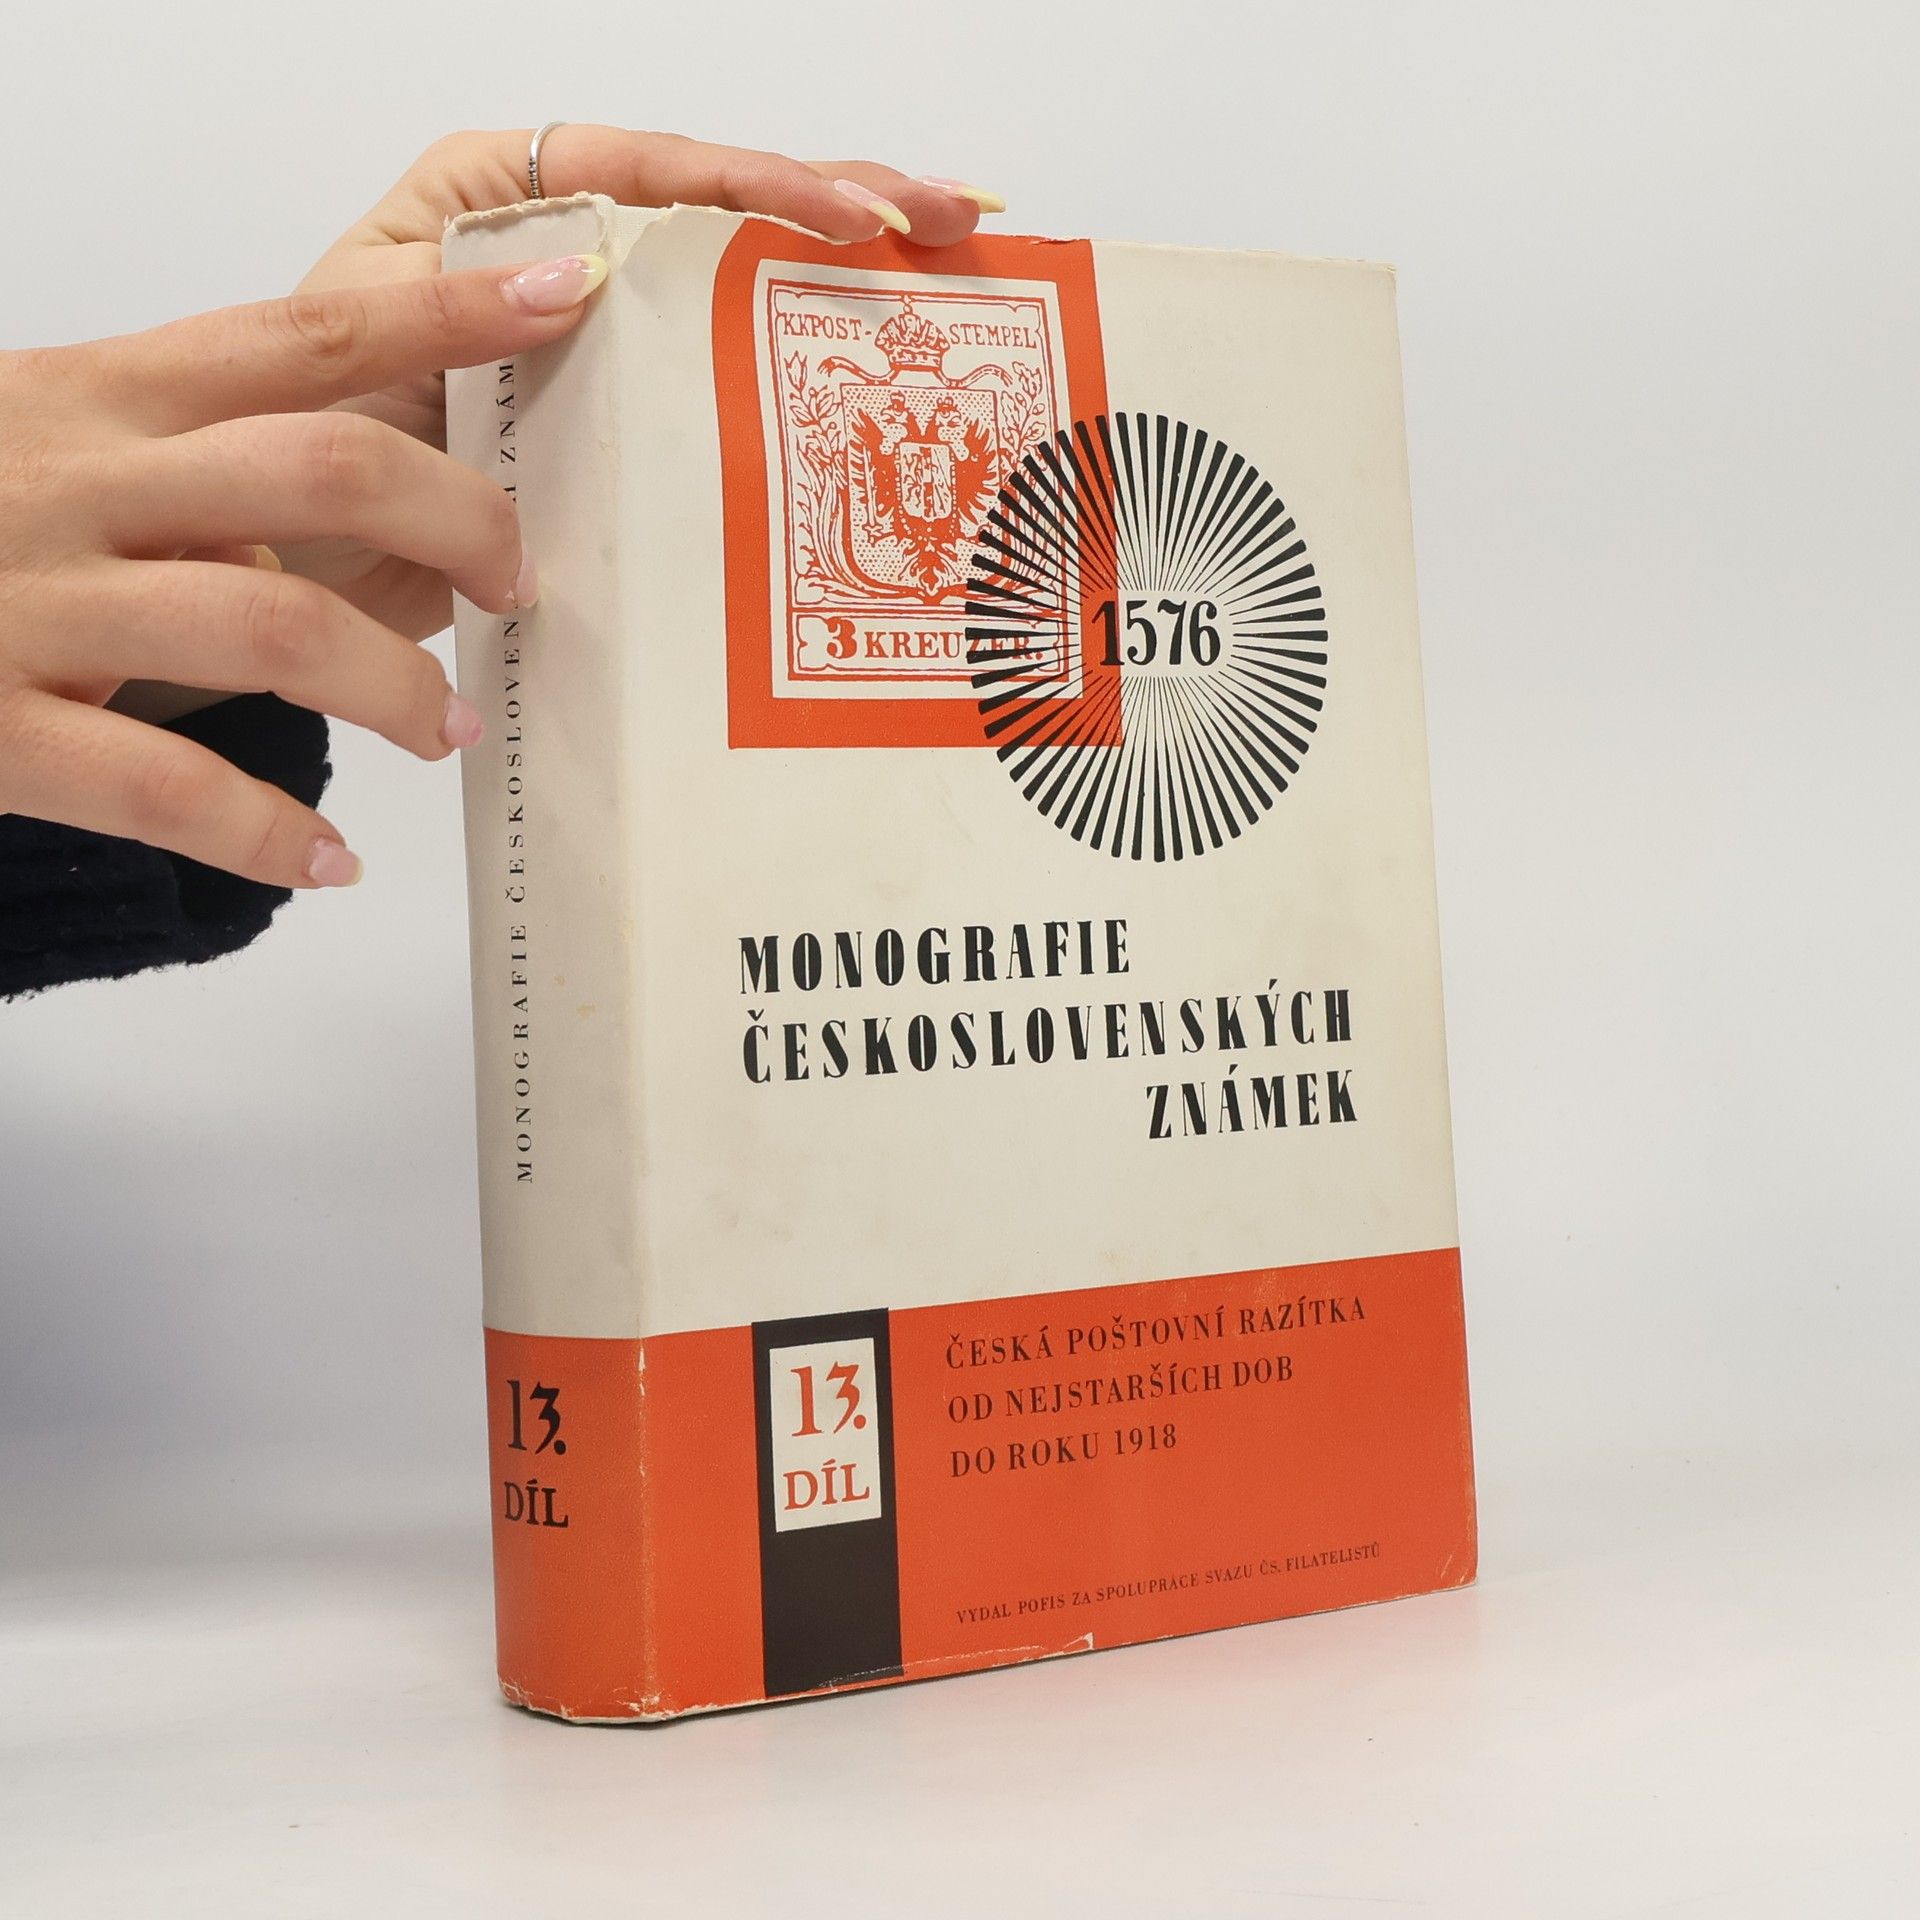 KKPOST-STEMPEL
3 KREUZER.
1576
MONOGRAFIE
ČESKOSLOVENSKÝCH
ZNÁMEK
13.
DÍL
ČESKÁ POŠTOVNÍ RAZÍTKA
OD NEJSTARŠÍCH DOB
DO ROKU 1918
VYDAL POFIS ZA SPOLUPRÁCE SVAZU ČS. FILATELISTŮ
MONOGRAFIE
13.
DÍL